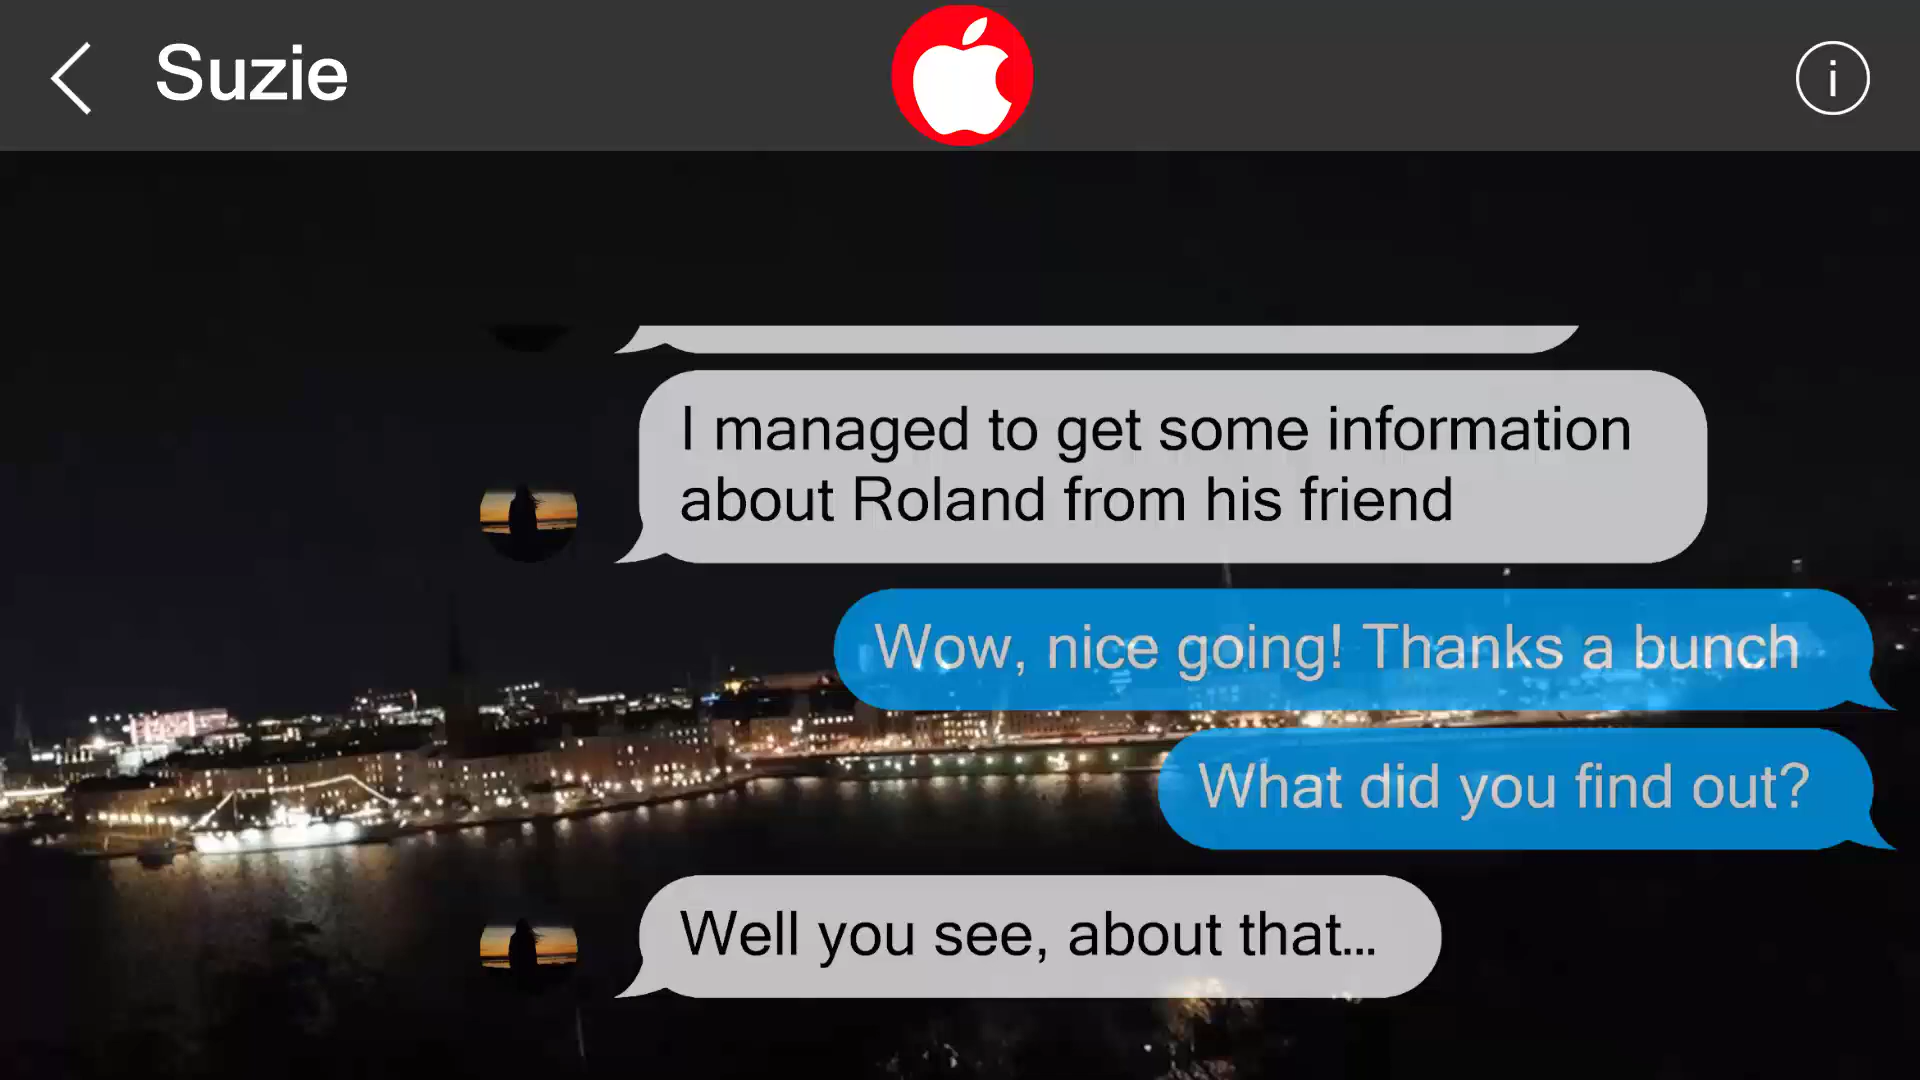 Suzie
i
I managed to get some information
about Roland from his friend
Wow, nice going! Thanks a bunch
What did you find out?
Well you see, about that...